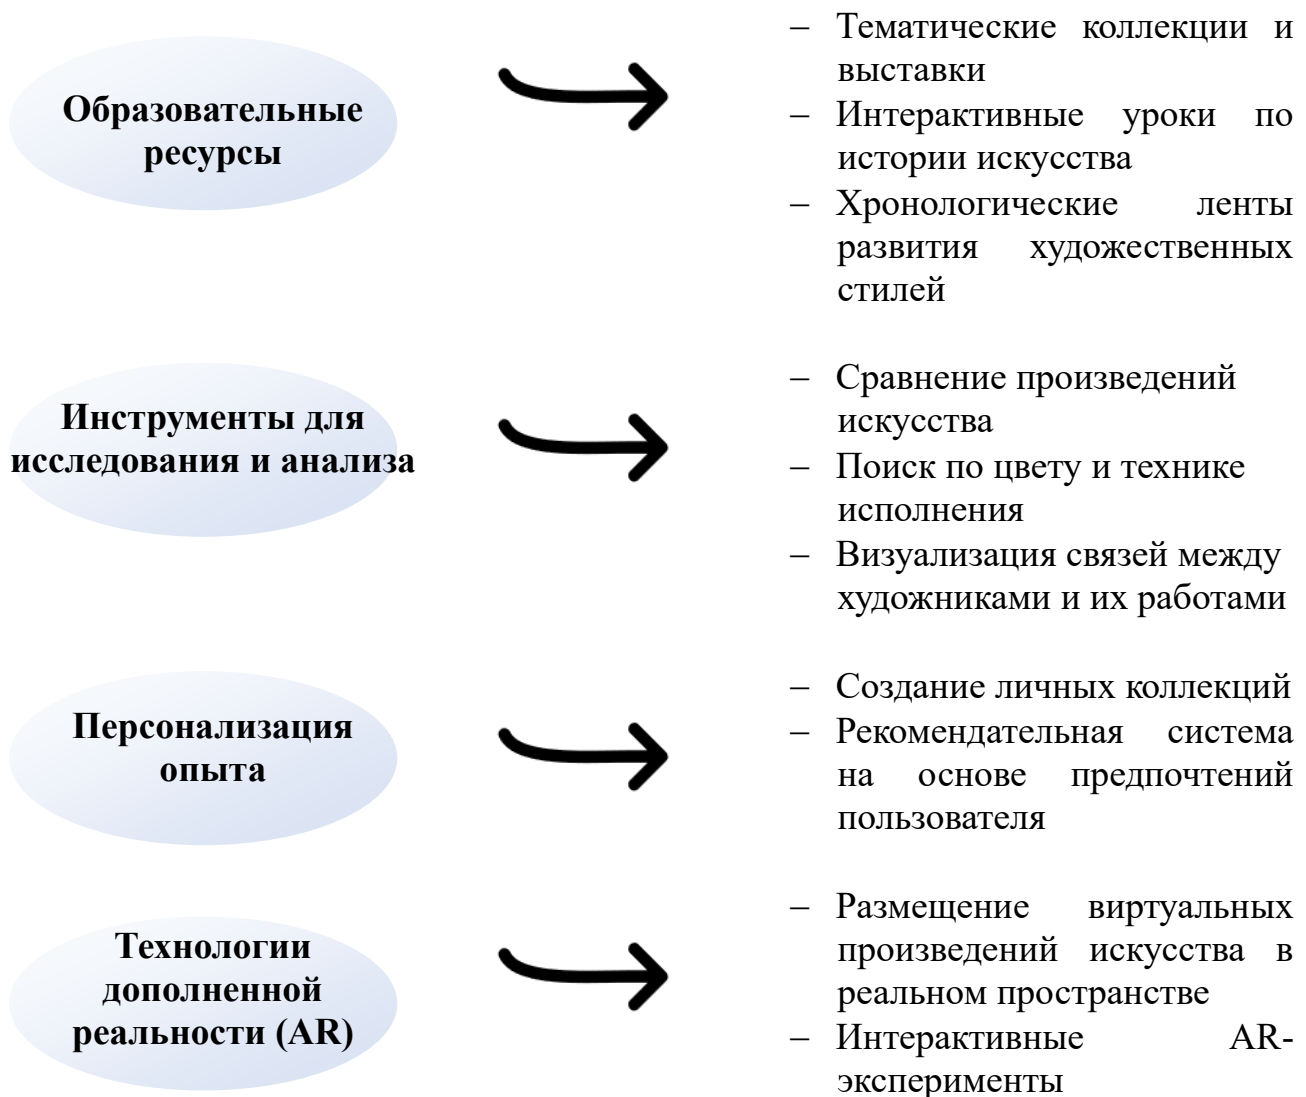 Образовательные
ресурсы
– Тематические коллекции и
выставки
– Интерактивные уроки по
истории искусства
– Хронологические ленты
развития художественных
стилей
Инструменты для
исследования и анализа
– Сравнение произведений
искусства
– Поиск по цвету и технике
исполнения
– Визуализация связей между
художниками и их работами
Персонализация
опыта
– Создание личных коллекций
– Рекомендательная система
на основе предпочтений
пользователя
Технологии
дополненной
реальности (AR)
– Размещение виртуальных
произведений искусства в
реальном пространстве
– Интерактивные AR-
эксперименты